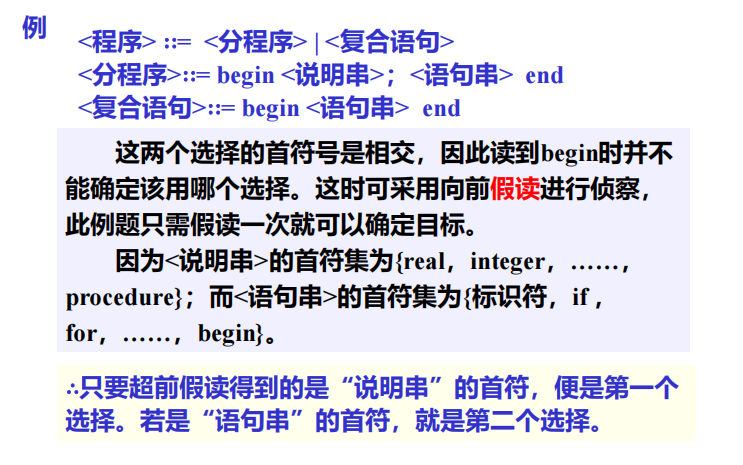 例
<程序> ::= <分程序> | <复合语句>
<分程序>::= begin <说明串>；<语句串> end
<复合语句>::= begin <语句串> end
这两个选择的首符号是相交，因此读到begin时并不
能确定该用哪个选择。这时可采用向前假读进行侦察，
此例题只需假读一次就可以确定目标。
因为<说明串>的首符集为{real，integer，……，
procedure}；而<语句串>的首符集为{标识符，if ，
for，……，begin}。
∴只要超前假读得到的是“说明串”的首符，便是第一个
选择。若是“语句串”的首符，就是第二个选择。